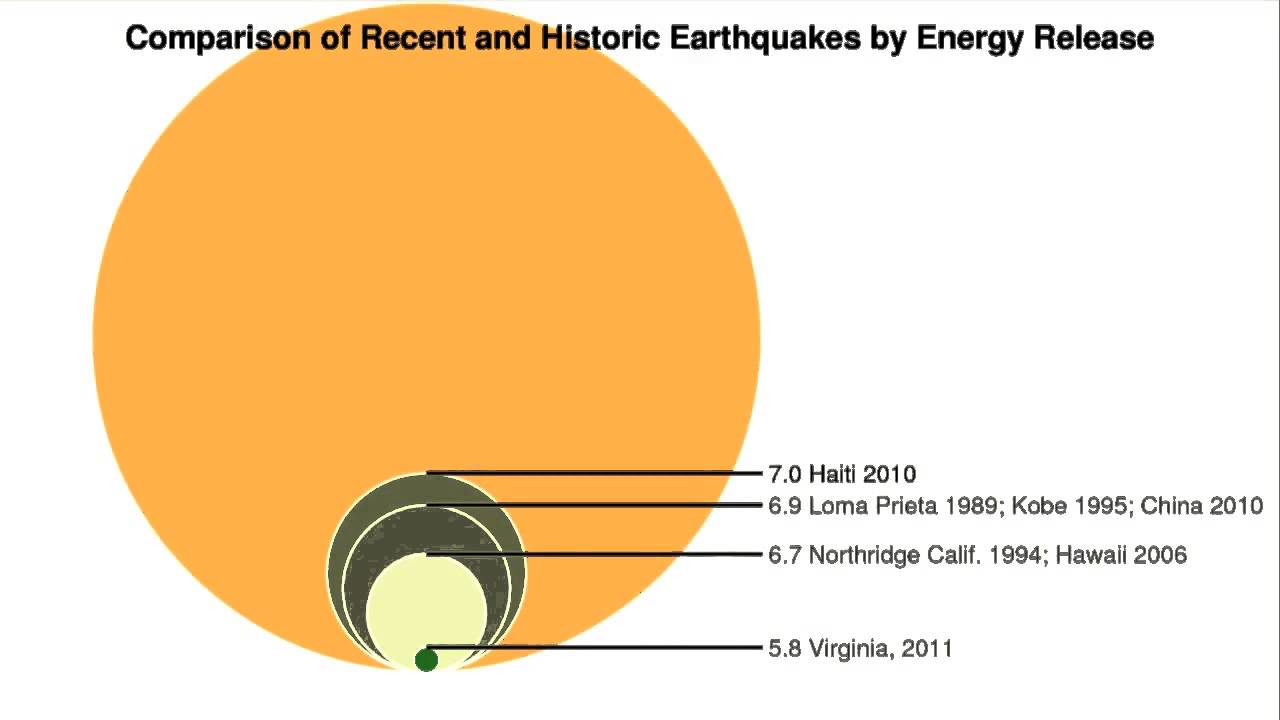 Comparison of Recent and Historic Earthquakes by Energy Release
7.0 Haiti 2010
6.9 Loma Prieta 1989; Kobe 1995; China 2010
6.7 Northridge Calif. 1994; Hawaii 2006
5.8 Virginia, 2011